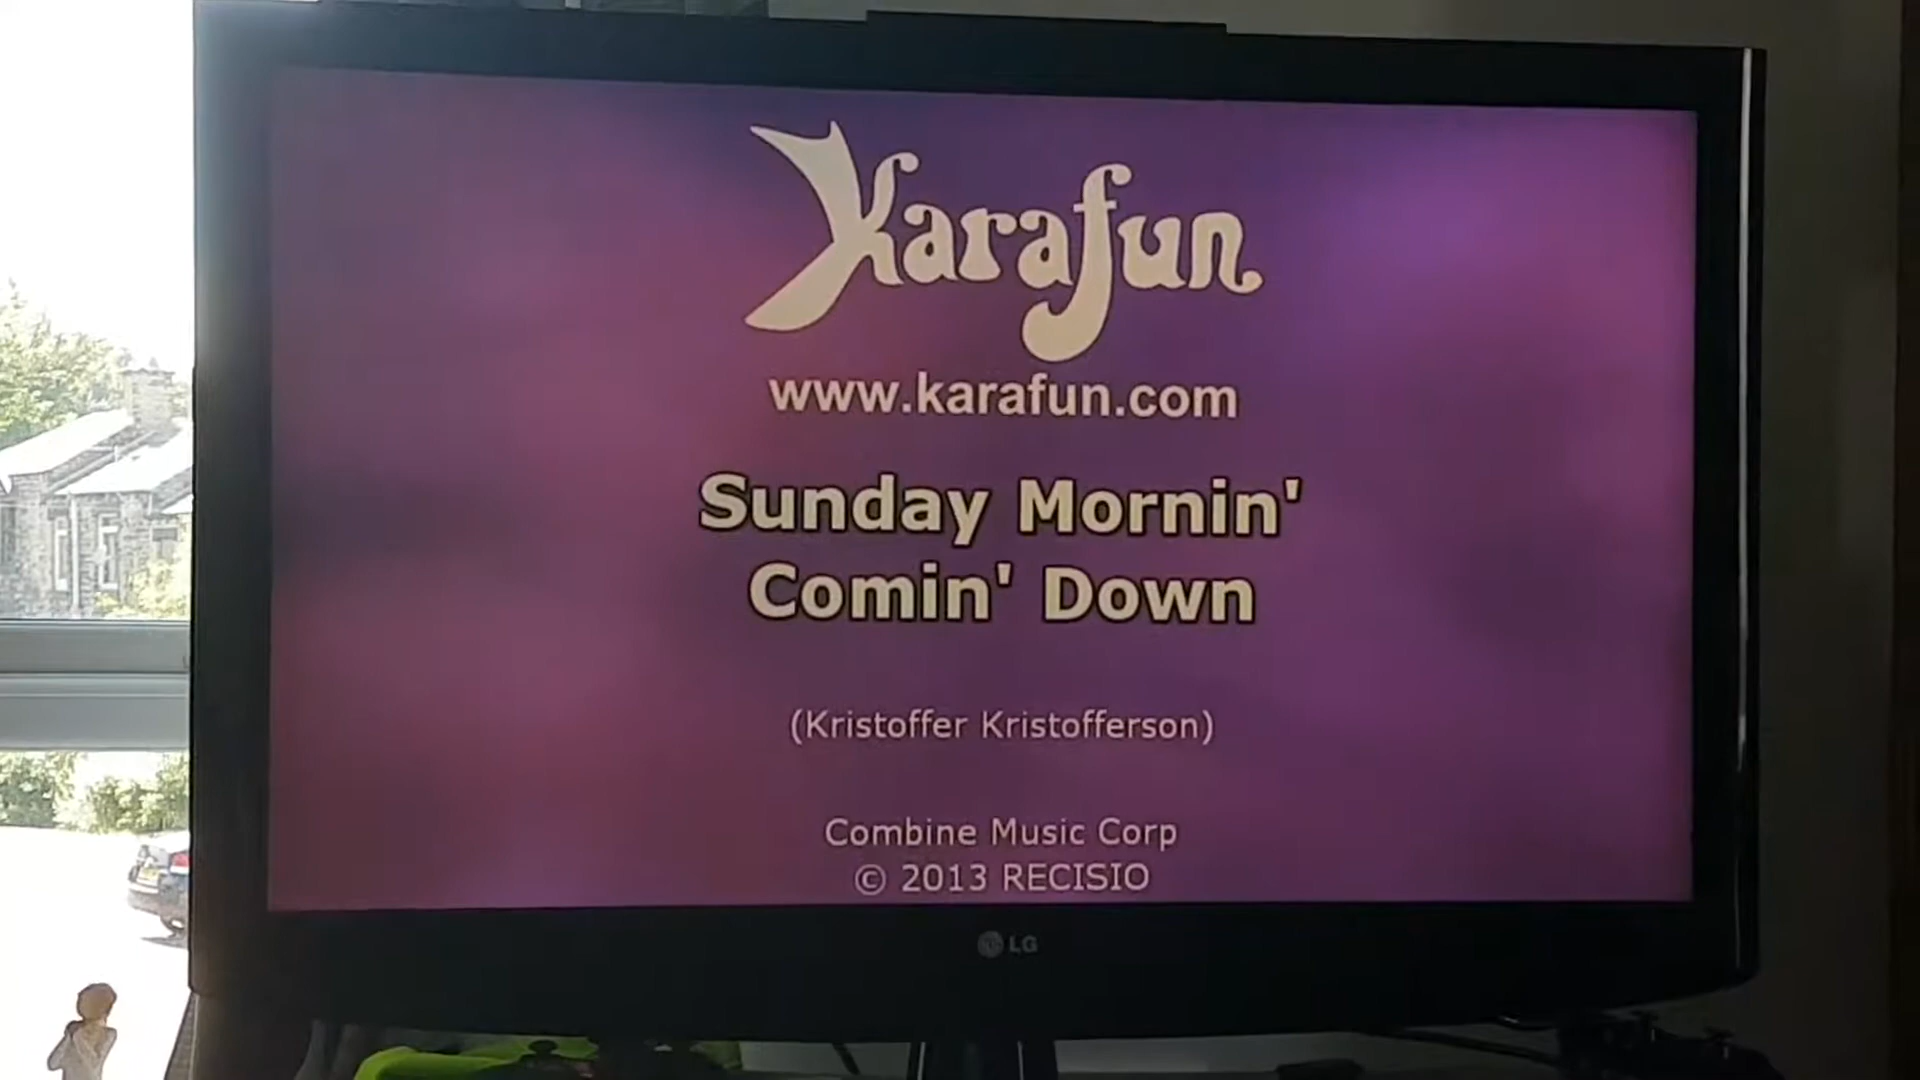 Karafun
www.karafun.com
Sunday Mornin'
Comin' Down
(Kristoffer Kristofferson)
Combine Music Corp
© 2013 RECISIO
LG